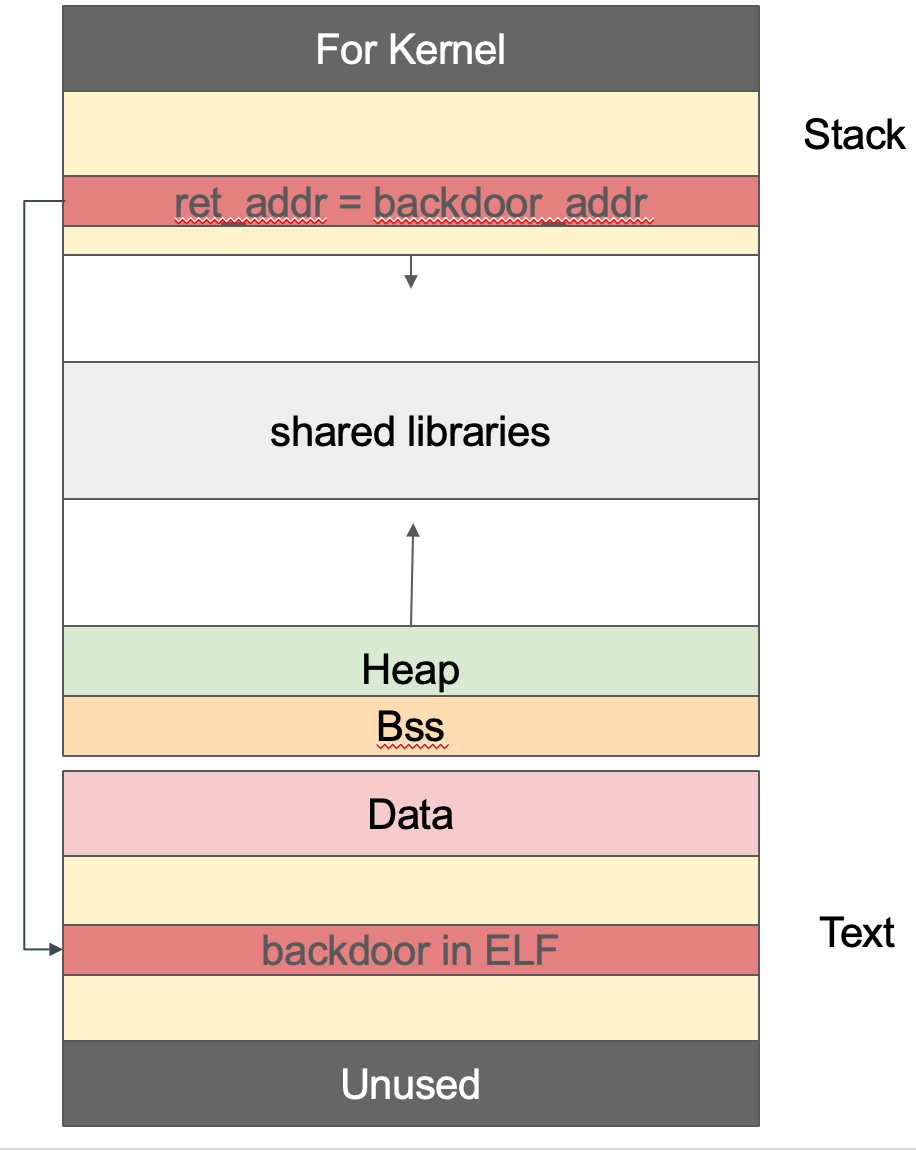 For Kernel
Stack
ret_addr = backdoor_addr
shared libraries
Heap
Bss
Data
Text
backdoor in ELF
Unused